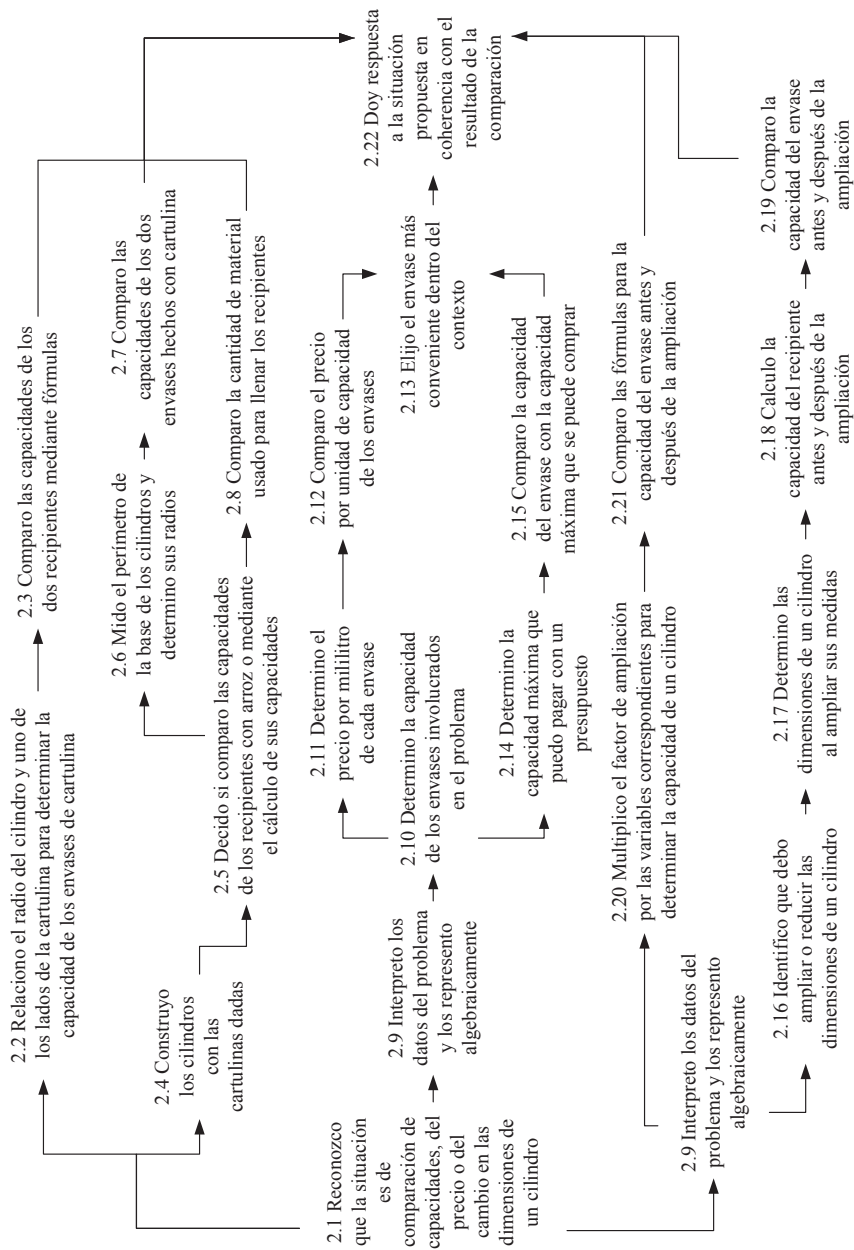 2.2 Relaciono el radio del cilindro y uno de
los lados de la cartulina para determinar la
capacidad de los envases de cartulina
2.3 Comparo las capacidades de los
dos recipientes mediante fórmulas
2.4 Construyo
los cilindros
con las
cartulinas dadas
2.5 Decido si comparo las capacidades
de los recipientes con arroz o mediante
el cálculo de sus capacidades
2.6 Mido el perímetro de
la base de los cilindros y
determino sus radios
2.7 Comparo las
capacidades de los dos
envases hechos con cartulina
2.8 Comparo la cantidad de material
usado para llenar los recipientes
2.1 Reconozco
que la situación
es de
comparación de
capacidades, del
precio o del
cambio en las
dimensiones de
un cilindro
2.9 Interpreto los
datos del problema
y los represento
algebraicamente
2.10 Determino la capacidad
de los envases involucrados
en el problema
2.11 Determino el
precio por mililitro
de cada envase
2.12 Comparo el precio
por unidad de capacidad
de los envases
2.13 Elijo el envase más
conveniente dentro del
contexto
2.14 Determino la
capacidad máxima que
puedo pagar con un
presupuesto
2.15 Comparo la capacidad
del envase con la capacidad
máxima que se puede comprar
2.22 Doy respuesta
a la situación
propuesta en
coherencia con el
resultado de la
comparación
2.9 Interpreto los datos del
problema y los represento
algebraicamente
2.20 Multiplico el factor de ampliación
por las variables correspondientes para
determinar la capacidad de un cilindro
2.21 Comparo las fórmulas para la
capacidad del envase antes y
después de la ampliación
2.16 Identifico que debo
ampliar o reducir las
dimensiones de un cilindro
2.17 Determino las
dimensiones de un cilindro
al ampliar sus medidas
2.18 Calculo la
capacidad del recipiente
antes y después de la
ampliación
2.19 Comparo la
capacidad del envase
antes y después de la
ampliación